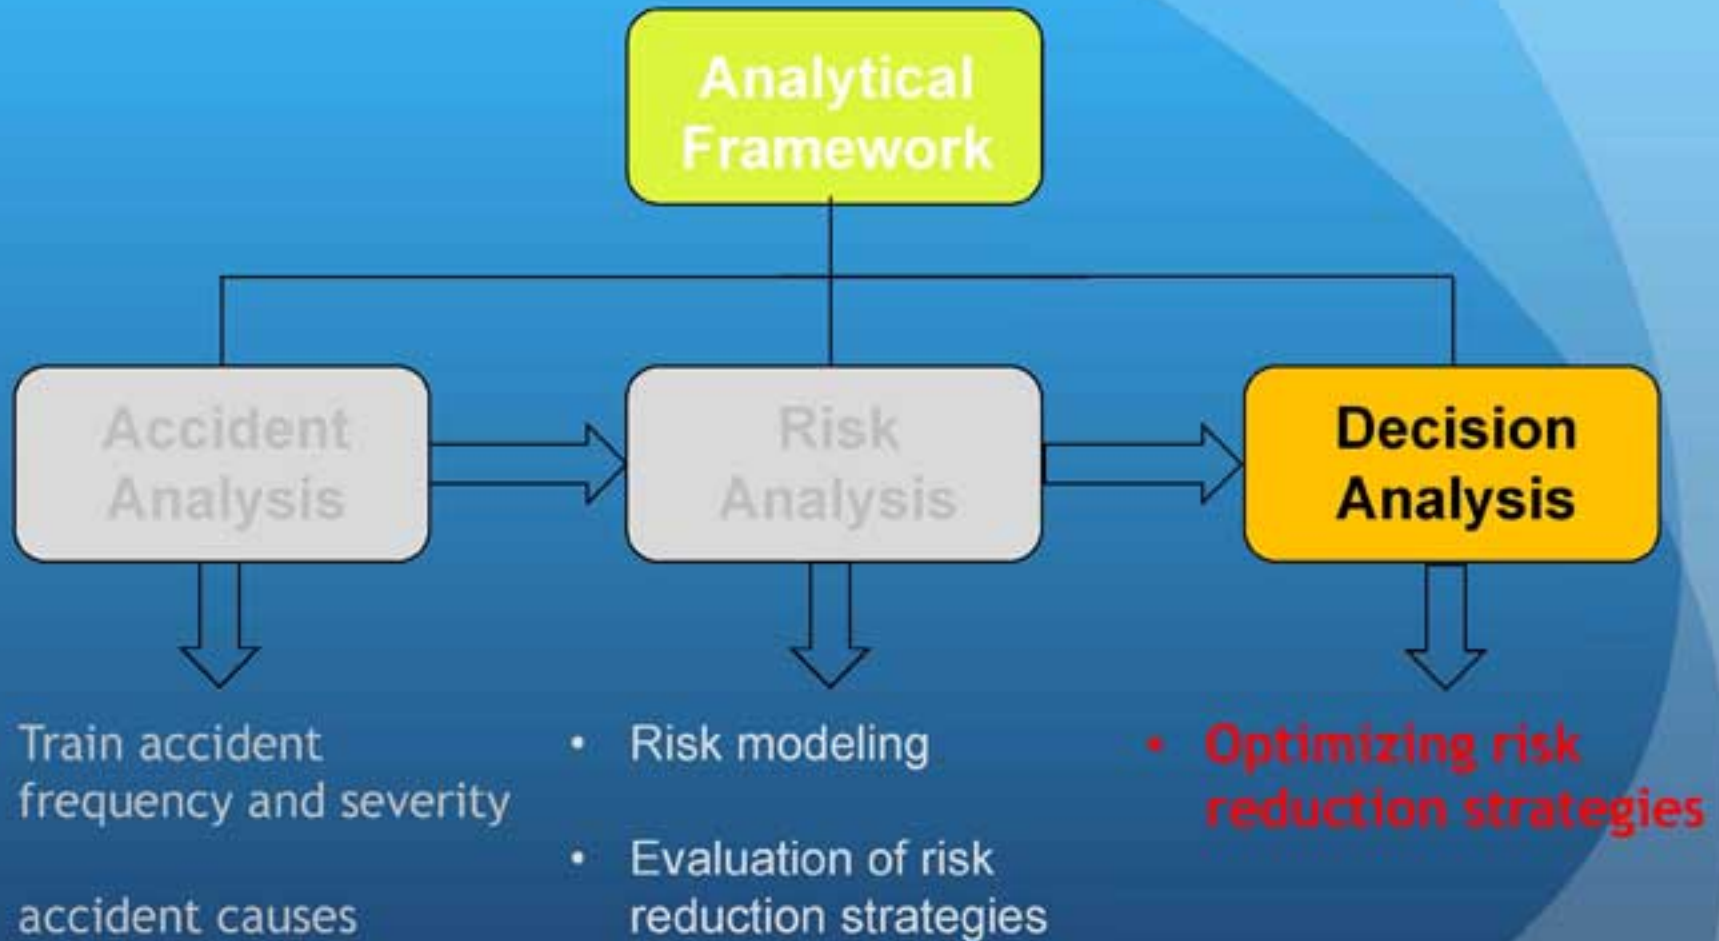 Analytical
Framework
Accident
Analysis
Risk
Analysis
Decision
Analysis
Train accident
frequency and severity
accident causes
• Risk modeling
• Evaluation of risk
reduction strategies
• Optimizing risk
reduction strategies